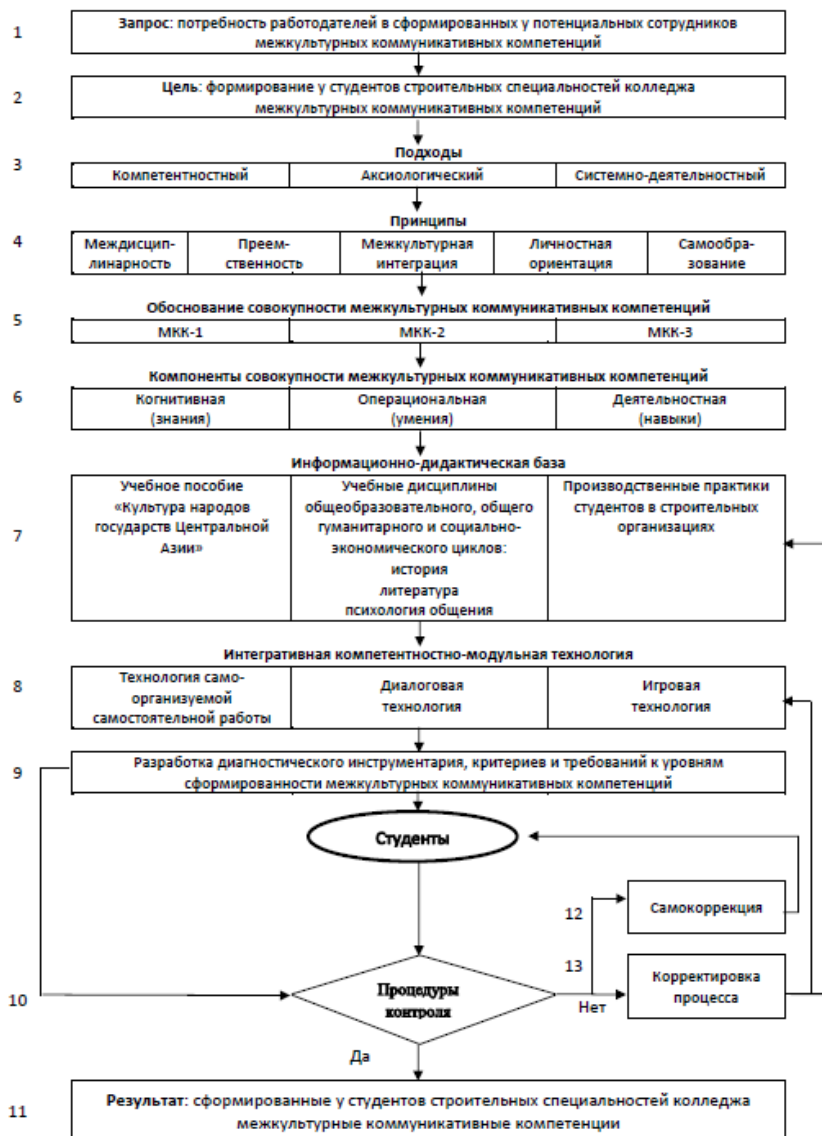 1
Запрос: потребность работодателей в сформированных у потенциальных сотрудников
межкультурных коммуникативных компетенций
2
Цель: формирование у студентов строительных специальностей колледжа
межкультурных коммуникативных компетенций
Подходы
3
Компетентностный
Аксиологический
Системно-деятельностный
Принципы
4
Междисцип-
линарность
Преем-
ственность
Межкультурная
интеграция
Личностная
ориентация
Самообра-
зование
Обоснование совокупности межкультурных коммуникативных компетенций
5
МКК-1
МКК-2
МКК-3
Компоненты совокупности межкультурных коммуникативных компетенций
6
Когнитивная
(знания)
Операциональная
(умения)
Деятельностная
(навыки)
Информационно-дидактическая база
7
Учебное пособие
«Культура народов
государств Центральной
Азии»
Учебные дисциплины
общеобразовательного, общего
гуманитарного и социально-
экономического циклов:
история
литература
психология общения
Производственные практики
студентов в строительных
организациях
Интегративная компетентностно-модульная технология
8
Технология само-
организуемой
самостоятельной работы
Диалоговая
технология
Игровая
технология
9
Разработка диагностического инструментария, критериев и требований к уровням
сформированности межкультурных коммуникативных компетенций
Студенты
12
Самокоррекция
13
Корректировка
процесса
10
Процедуры
контроля
Нет
Да
11
Результат: сформированные у студентов строительных специальностей колледжа
межкультурные коммуникативные компетенции